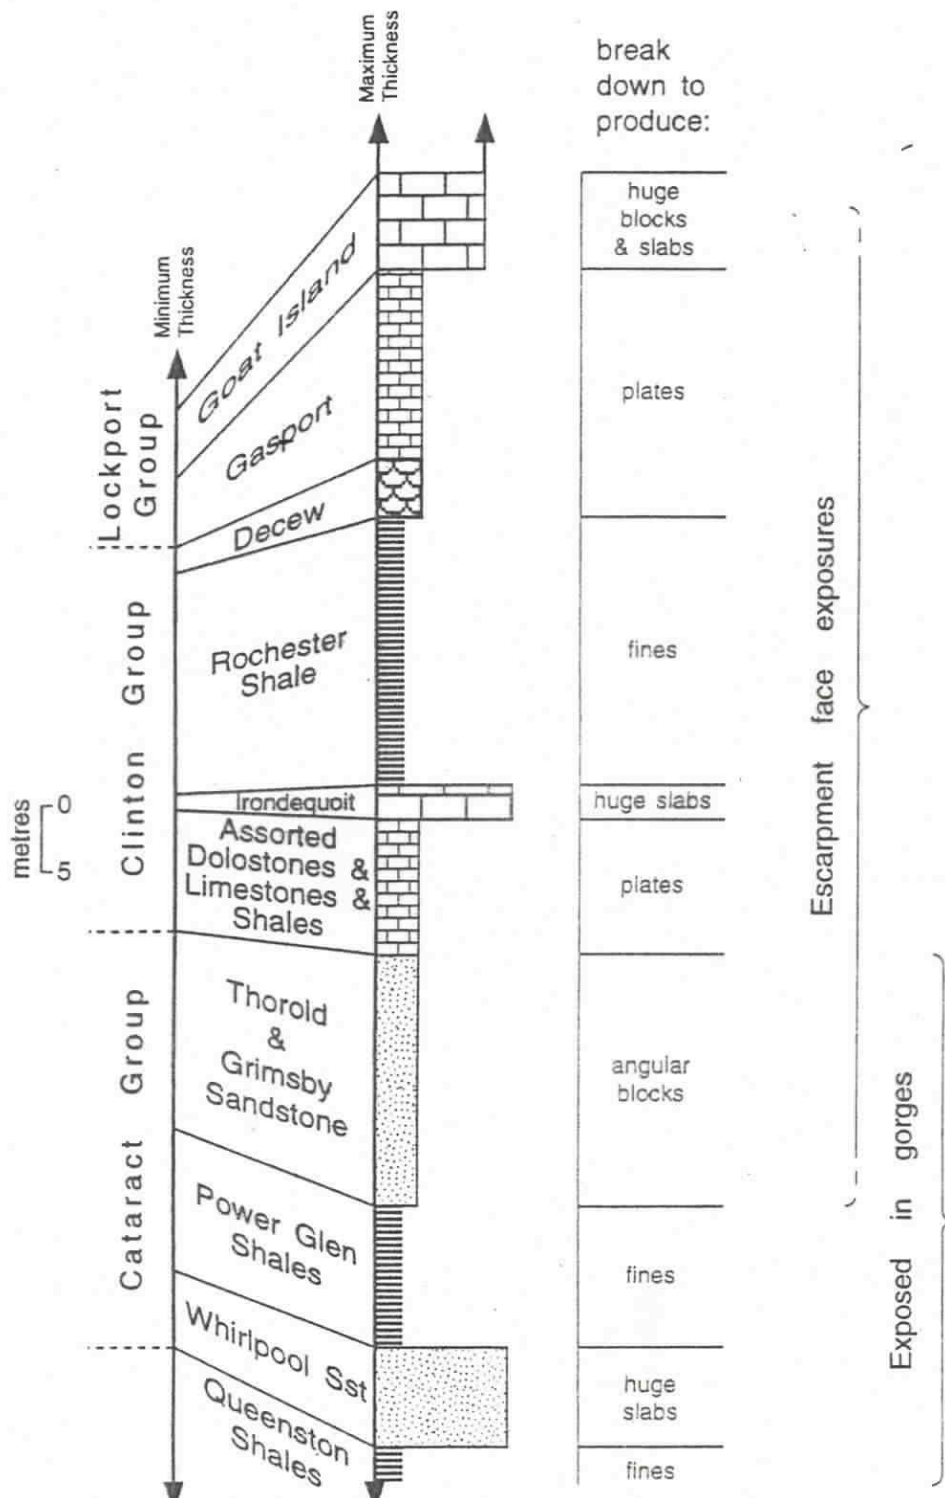 Minimum
Thickness
Maximum
Thickness
break
down to
produce:
Lockport
Group
Clinton Group
Cataract Group
metres
0
5
Goat Island
Gasport
Decew
Rochester
Shale
Irondequoit
Assorted
Dolostones &
Limestones &
Shales
Thorold
&
Grimsby
Sandstone
Power Glen
Shales
Whirlpool Sst
Queenston
Shales
huge
blocks
& slabs
plates
fines
huge slabs
plates
angular
blocks
fines
huge
slabs
fines
Escarpment face exposures
Exposed in gorges